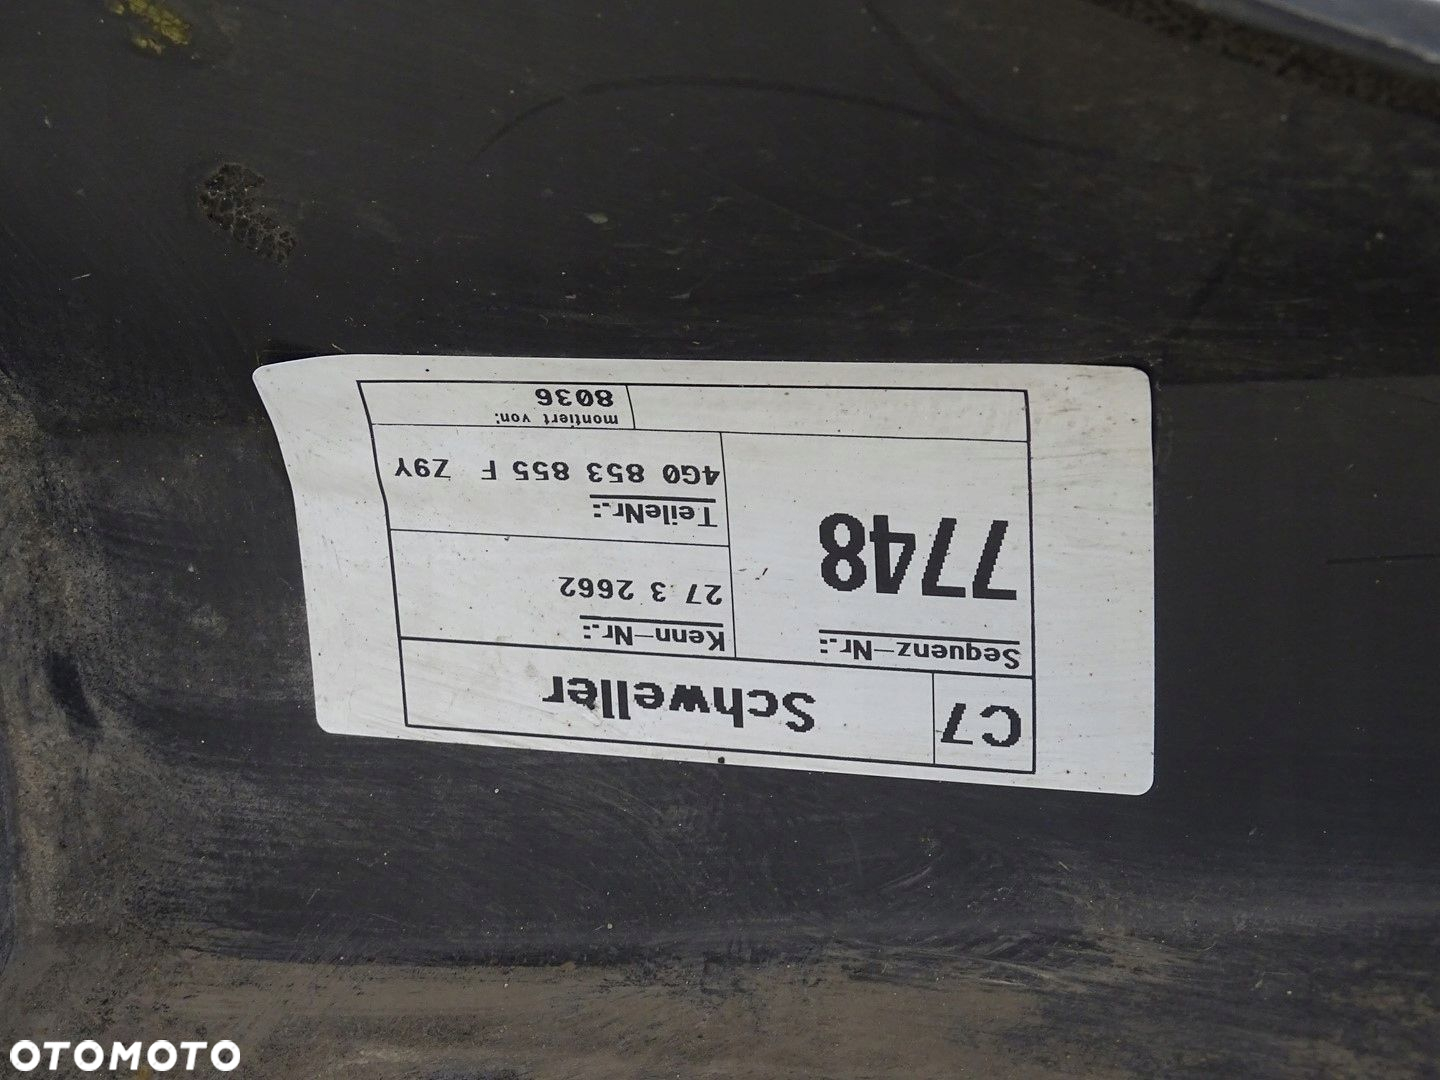 C7 Schweller
Sequenz-Nr.:
7748
Kenn-Nr.:
27 3 2662
TeileNr.:
4G0 853 855 F Z9Y
montiert von:
8036
OTOMOTO